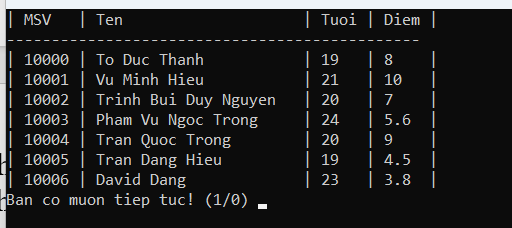 | MSV | Ten | Tuoi | Diem |
----------------------------------------------
| 10000 | To Duc Thanh | 19 | 8 |
| 10001 | Vu Minh Hieu | 21 | 10 |
| 10002 | Trinh Bui Duy Nguyen | 20 | 7 |
| 10003 | Pham Vu Ngoc Trong | 24 | 5.6 |
| 10004 | Tran Quoc Trong | 20 | 9 |
| 10005 | Tran Dang Hieu | 19 | 4.5 |
| 10006 | David Dang | 23 | 3.8 |
Ban co muon tiep tuc! (1/0)